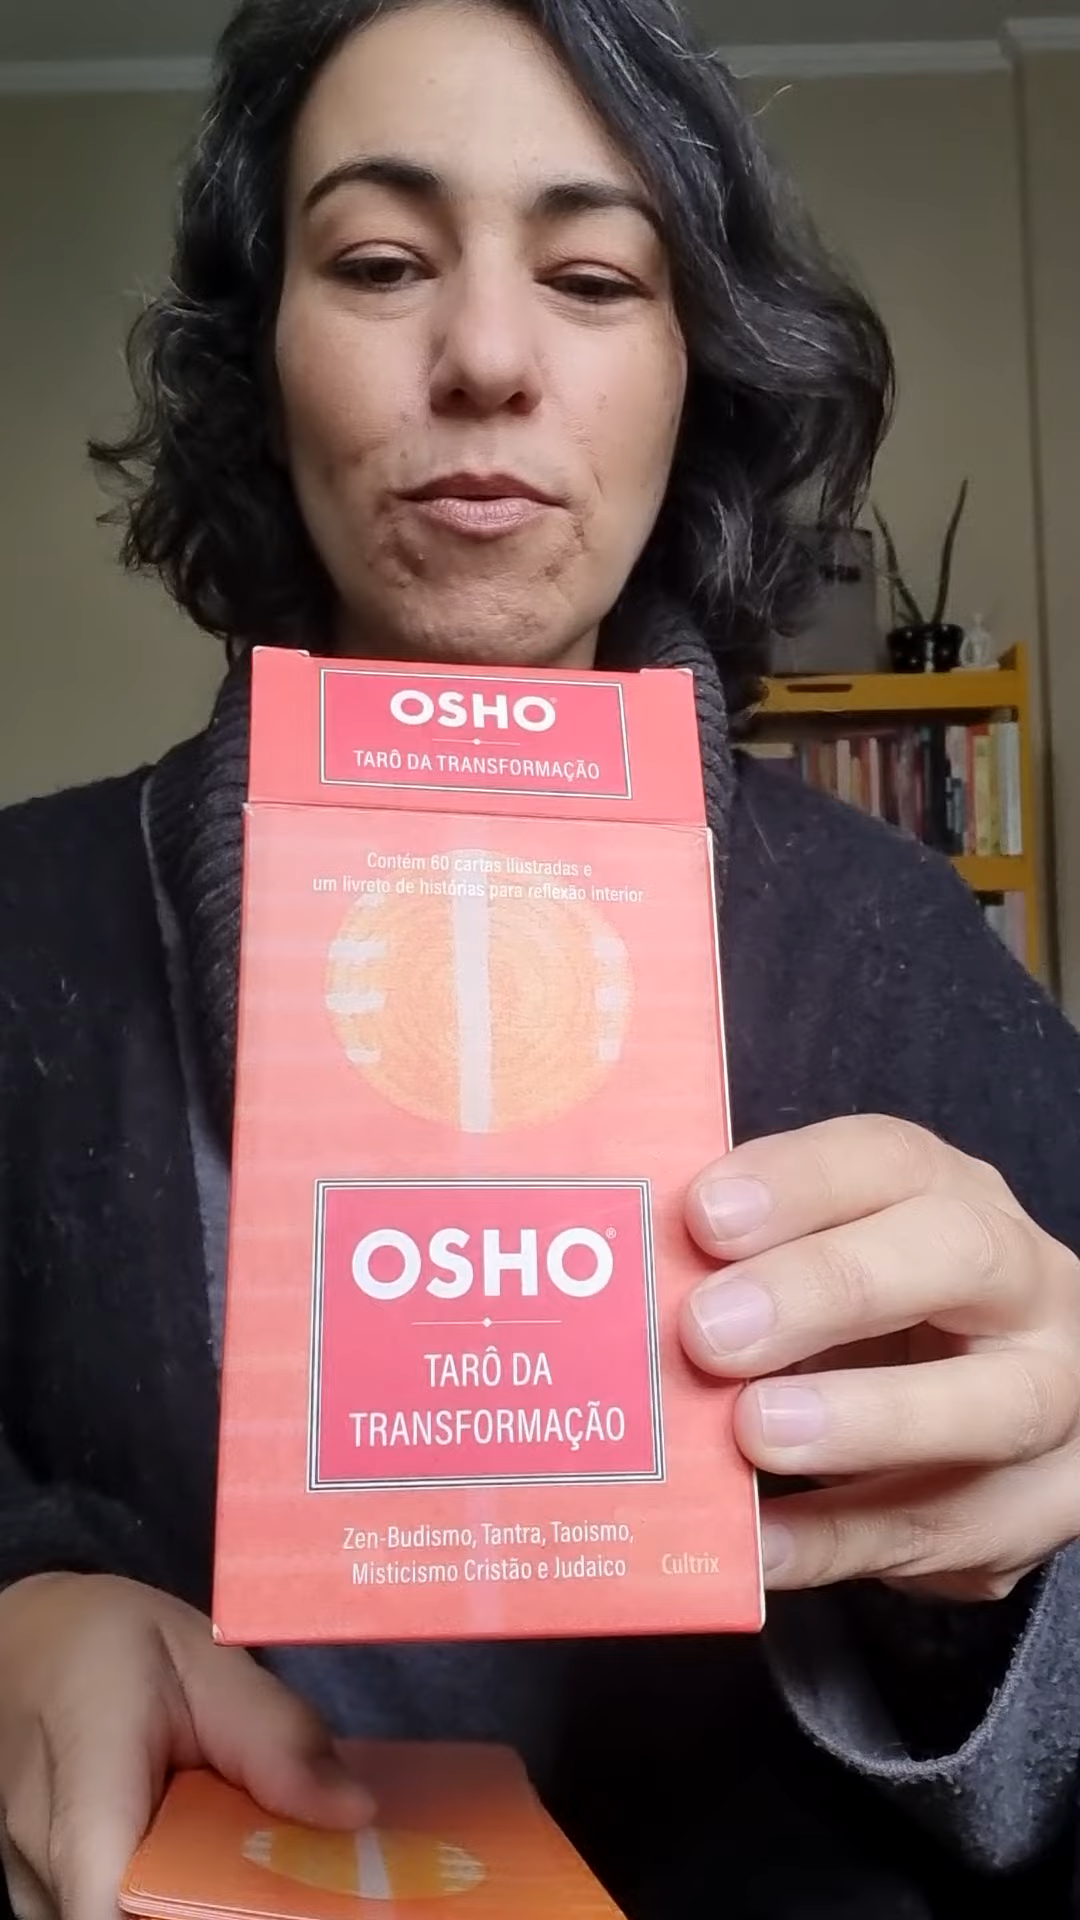 OSHO®
TARÔ DA TRANSFORMAÇÃO
Contém 60 cartas ilustradas e
um livreto de histórias para reflexão interior
OSHO®
TARÔ DA
TRANSFORMAÇÃO
Zen-Budismo, Tantra, Taoismo,
Misticismo Cristão e Judaico
Cultrix